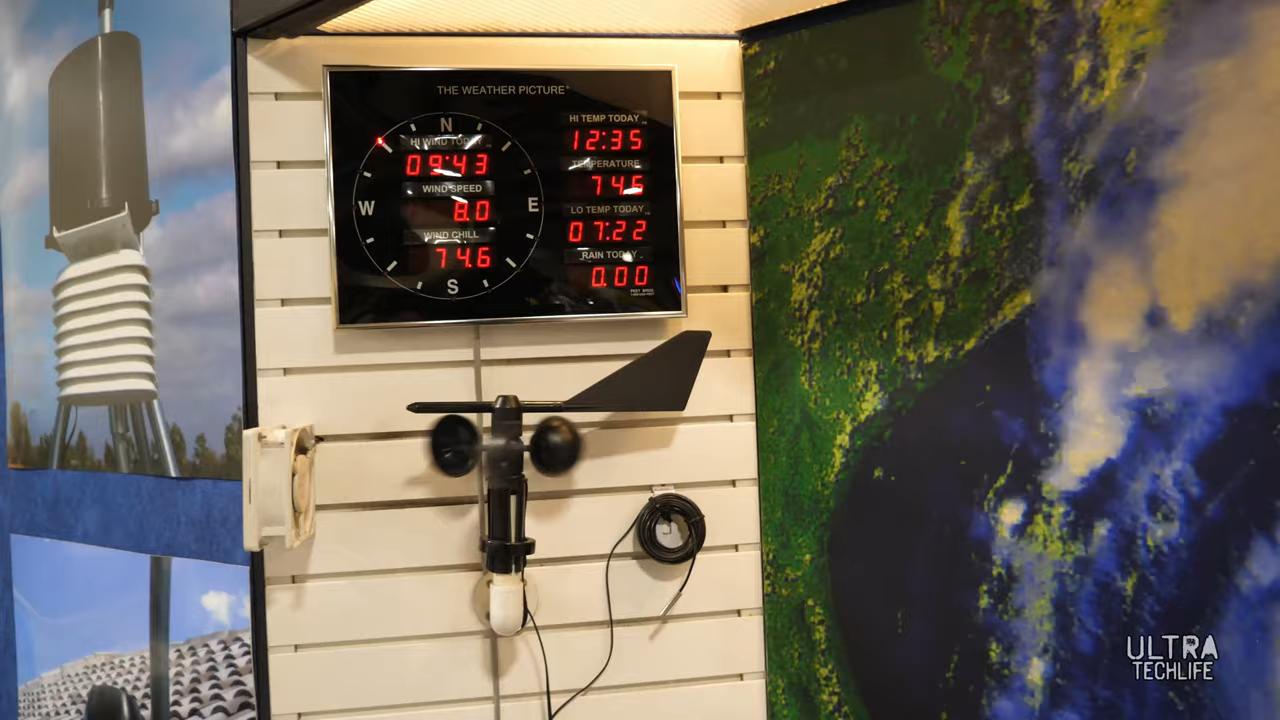 THE WEATHER PICTURE
N
HI WIND TODAY
09:43
WIND SPEED
8.0
WIND CHILL
74.6
W
E
S
HI TEMP TODAY
12:35
TEMPERATURE
74.6
LO TEMP TODAY
07:22
RAIN TODAY
0.00
ULTRA
TECHLIFE